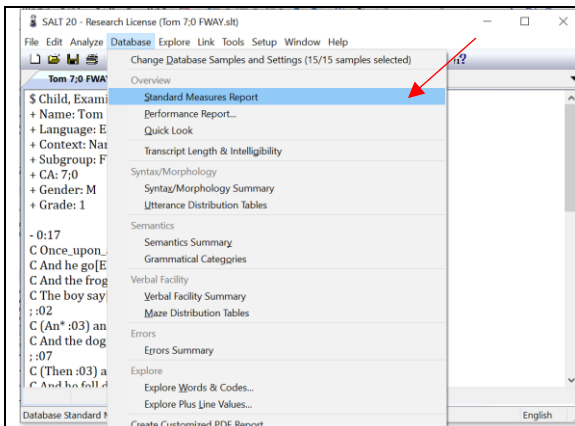 SALT 20 - Research License (Tom 7;0 FWAY.slt)
File Edit Analyze Database Explore Link Tools Setup Window Help
Tom 7;0 FWA
Change Database Samples and Settings (15/15 samples selected)
Overview
Standard Measures Report
Performance Report...
Quick Look
Transcript Length & Intelligibility
Syntax/Morphology
Syntax/Morphology Summary
Utterance Distribution Tables
Semantics
Semantics Summary
Grammatical Categories
Verbal Facility
Verbal Facility Summary
Maze Distribution Tables
Errors
Errors Summary
Explore
Explore Words & Codes...
Explore Plus Line Values...
Create Customized PDF Report
$ Child, Exami
+ Name: Tom
+ Language: E
+ Context: Nar
+ Subgroup: F
+ CA: 7;0
+ Gender: M
+ Grade: 1
- 0:17
C Once_upon_
C And he go[E
C And the frog
C The boy say
; :02
C (An* :03) an
C And the dog
; :07
C (Then :03) a
C And he fell d
Database Standard M
English